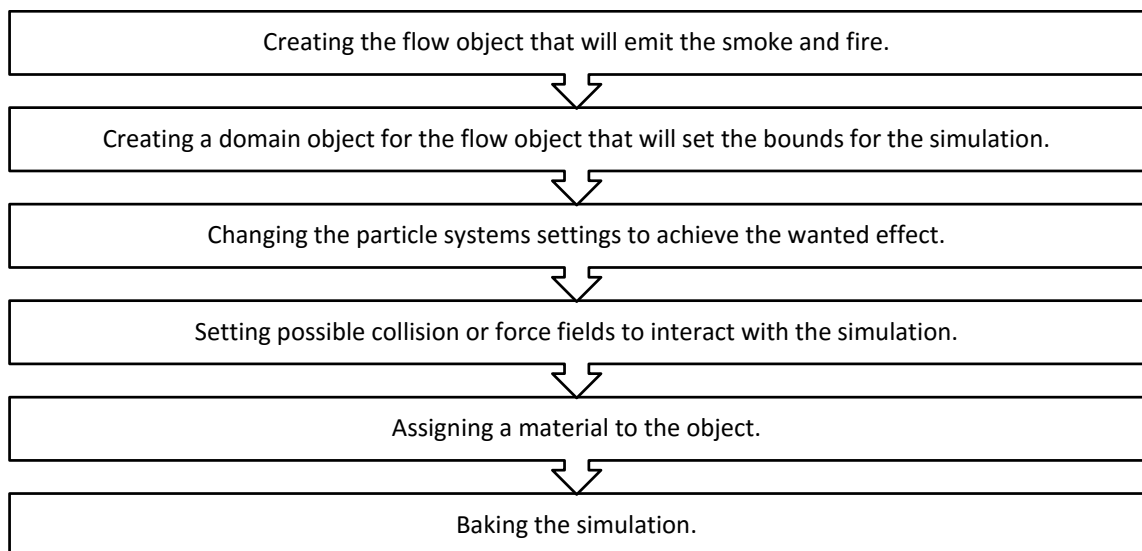 Creating the flow object that will emit the smoke and fire.
Creating a domain object for the flow object that will set the bounds for the simulation.
Changing the particle systems settings to achieve the wanted effect.
Setting possible collision or force fields to interact with the simulation.
Assigning a material to the object.
Baking the simulation.